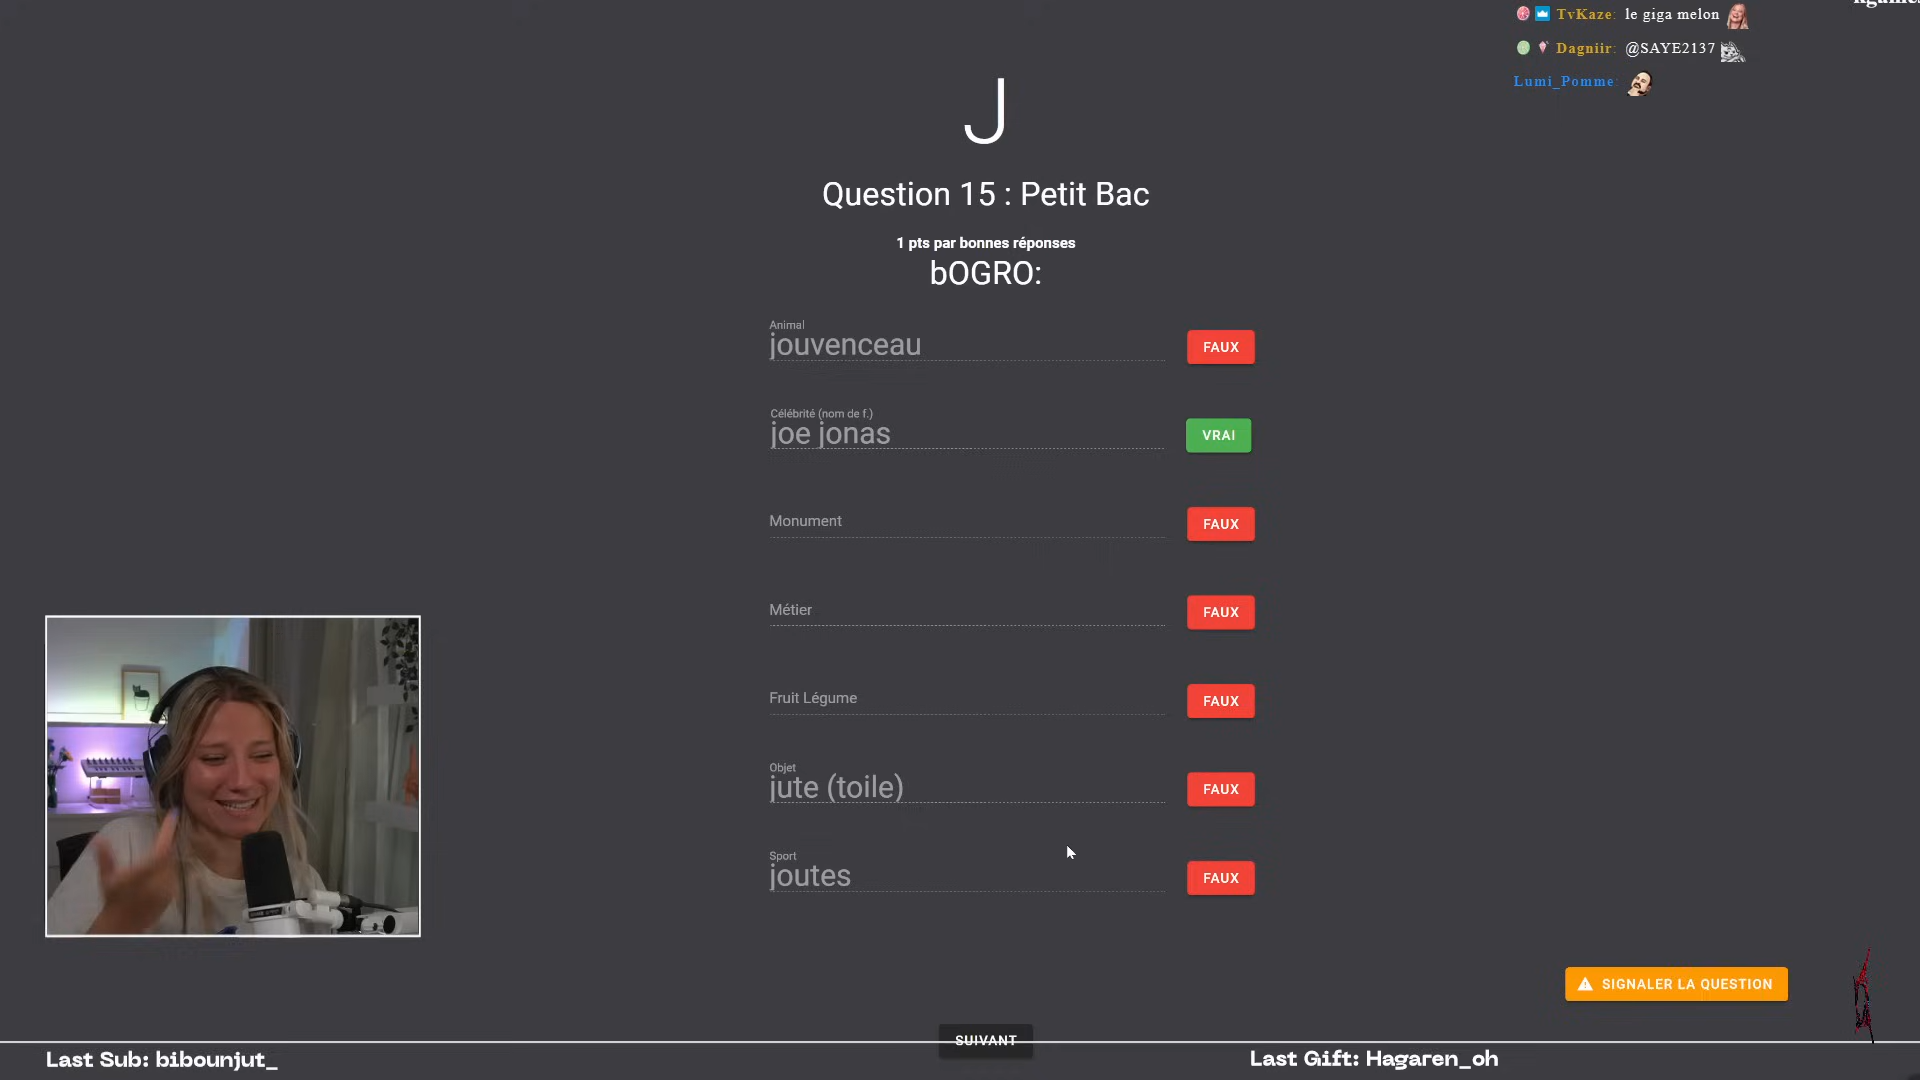 TvKaze: le giga melon
Dagniir: @SAYE2137
Lumi_Pomme:
J
Question 15 : Petit Bac
1 pts par bonnes réponses
bOGRO:
Animal
jouvenceau
FAUX
Célébrité (nom de f.)
joe jonas
VRAI
Monument
FAUX
Métier
FAUX
Fruit Légume
FAUX
Objet
jute (toile)
FAUX
Sport
joutes
FAUX
SIGNALER LA QUESTION
SUIVANT
Last Sub: bibounjut_
Last Gift: Hagaren_oh